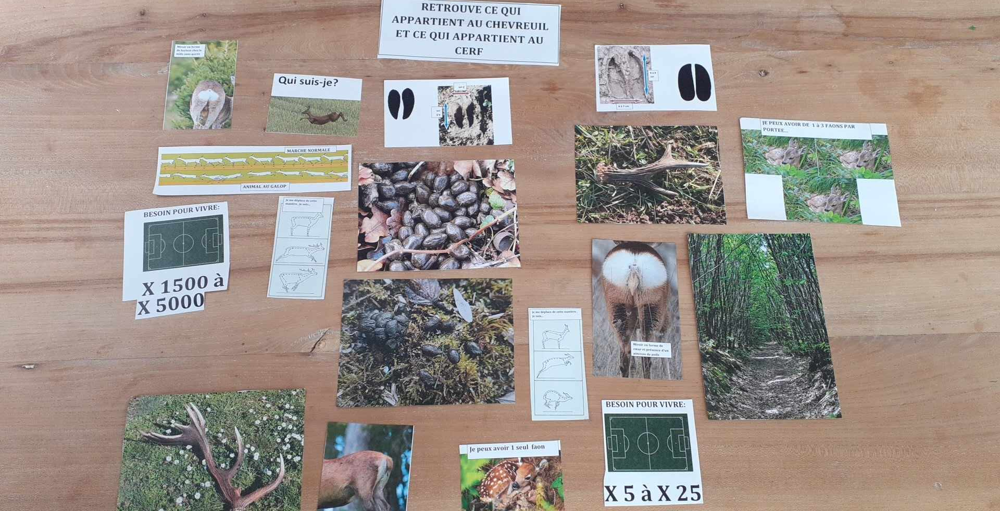 RETROUVE CE QUI
APPARTIENT AU CHEVREUIL
ET CE QUI APPARTIENT AU
CERF
Miroir en forme
de haricot chez le
mâle sans queue
Qui suis-je?
JE PEUX AVOIR DE 1 à 3 FAONS PAR
PORTEE...
MARCHE NORMALE
ANIMAL AU GALOP
BESOIN POUR VIVRE:
X 1500 à
X 5000
Je me déplace de cette
manière, je suis...
Je me déplace de cette manière,
je suis...
Miroir en forme de
cœur et présence d'un
pinceau de poils
Je peux avoir 1 seul faon
BESOIN POUR VIVRE:
X 5 à X 25